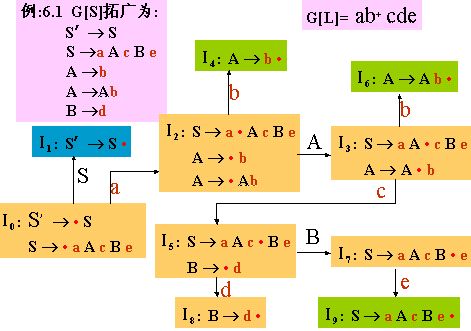 例:6.1 G[S]拓广为:
S′ →S
S→a A c B e
A→b
A→Ab
B→d
G[L]= ab⁺ cde
I₄: A→b •
I₆: A→A b •
b
b
I₁: S′ →S •
I₂: S→a • A c B e
A→ • b
A→ • Ab
A
I₃: S→a A • c B e
A→A • b
S
a
c
I₀: S′ → • S
S→ • a A c B e
I₅: S→a A c • B e
B→ • d
B
I₇: S→a A c B • e
d
e
I₈: B→d •
I₉: S→a A c B e •